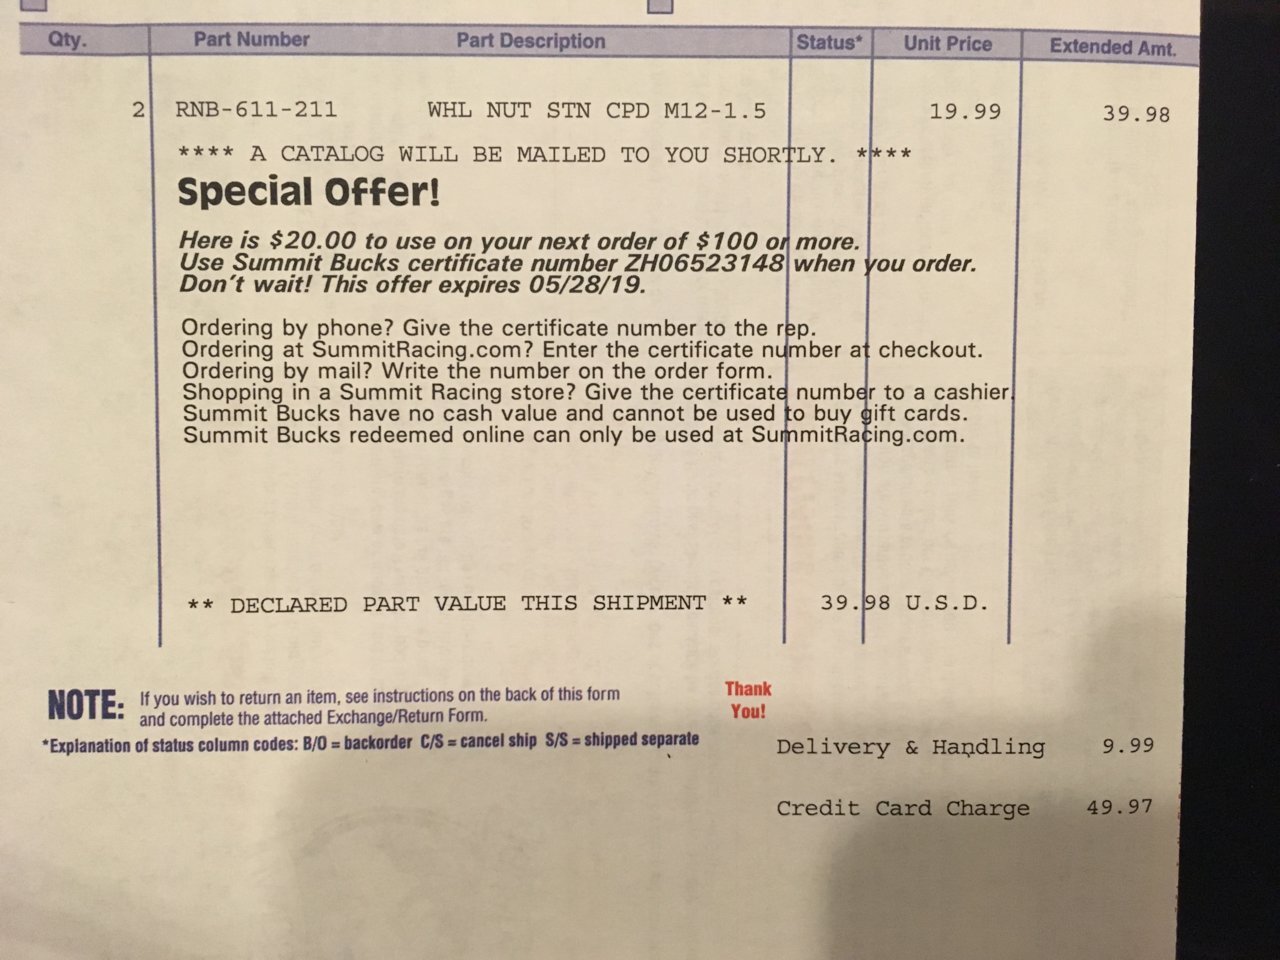 Qty. Part Number Part Description Status* Unit Price Extended Amt.
2 RNB-611-211 WHL NUT STN CPD M12-1.5 19.99 39.98
**** A CATALOG WILL BE MAILED TO YOU SHORTLY. ****
Special Offer!
Here is $20.00 to use on your next order of $100 or more.
Use Summit Bucks certificate number ZH06523148 when you order.
Don't wait! This offer expires 05/28/19.
Ordering by phone? Give the certificate number to the rep.
Ordering at SummitRacing.com? Enter the certificate number at checkout.
Ordering by mail? Write the number on the order form.
Shopping in a Summit Racing store? Give the certificate number to a cashier.
Summit Bucks have no cash value and cannot be used to buy gift cards.
Summit Bucks redeemed online can only be used at SummitRacing.com.
** DECLARED PART VALUE THIS SHIPMENT ** 39.98 U.S.D.
NOTE: If you wish to return an item, see instructions on the back of this form
and complete the attached Exchange/Return Form.
Thank
You!
*Explanation of status column codes: B/O = backorder C/S = cancel ship S/S = shipped separate
Delivery & Handling 9.99
Credit Card Charge 49.97